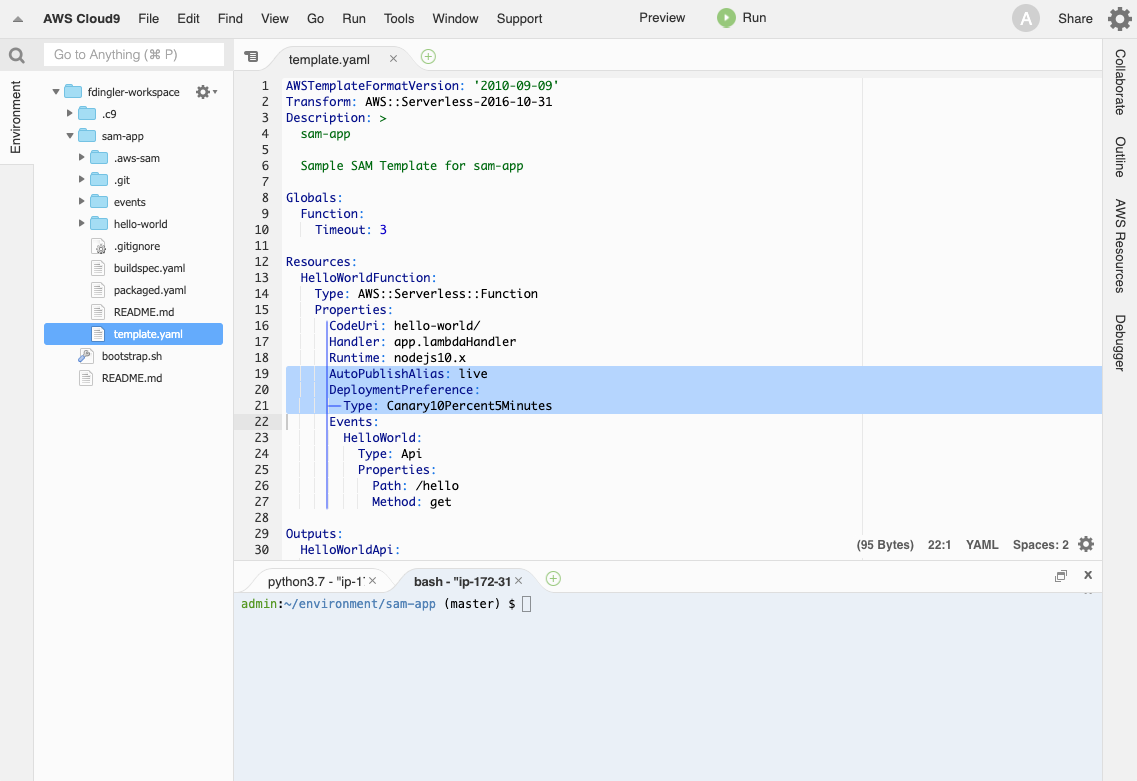 AWS Cloud9 File Edit Find View Go Run Tools Window Support Preview Run A Share
Go to Anything (⌘ P)
Environment
fdingler-workspace
.c9
sam-app
.aws-sam
.git
events
hello-world
.gitignore
buildspec.yaml
packaged.yaml
README.md
template.yaml
bootstrap.sh
README.md
template.yaml
1 AWSTemplateFormatVersion: '2010-09-09'
2 Transform: AWS::Serverless-2016-10-31
3 Description: >
4   sam-app
5
6   Sample SAM Template for sam-app
7
8 Globals:
9   Function:
10     Timeout: 3
11
12 Resources:
13   HelloWorldFunction:
14     Type: AWS::Serverless::Function
15     Properties:
16       CodeUri: hello-world/
17       Handler: app.lambdaHandler
18       Runtime: nodejs10.x
19       AutoPublishAlias: live
20       DeploymentPreference:
21         Type: Canary10Percent5Minutes
22       Events:
23         HelloWorld:
24           Type: Api
25           Properties:
26             Path: /hello
27             Method: get
28
29 Outputs:
30   HelloWorldApi:
(95 Bytes) 22:1 YAML Spaces: 2
python3.7 - "ip-1 bash - "ip-172-31
admin:~/environment/sam-app (master) $
Collaborate
Outline
AWS Resources
Debugger